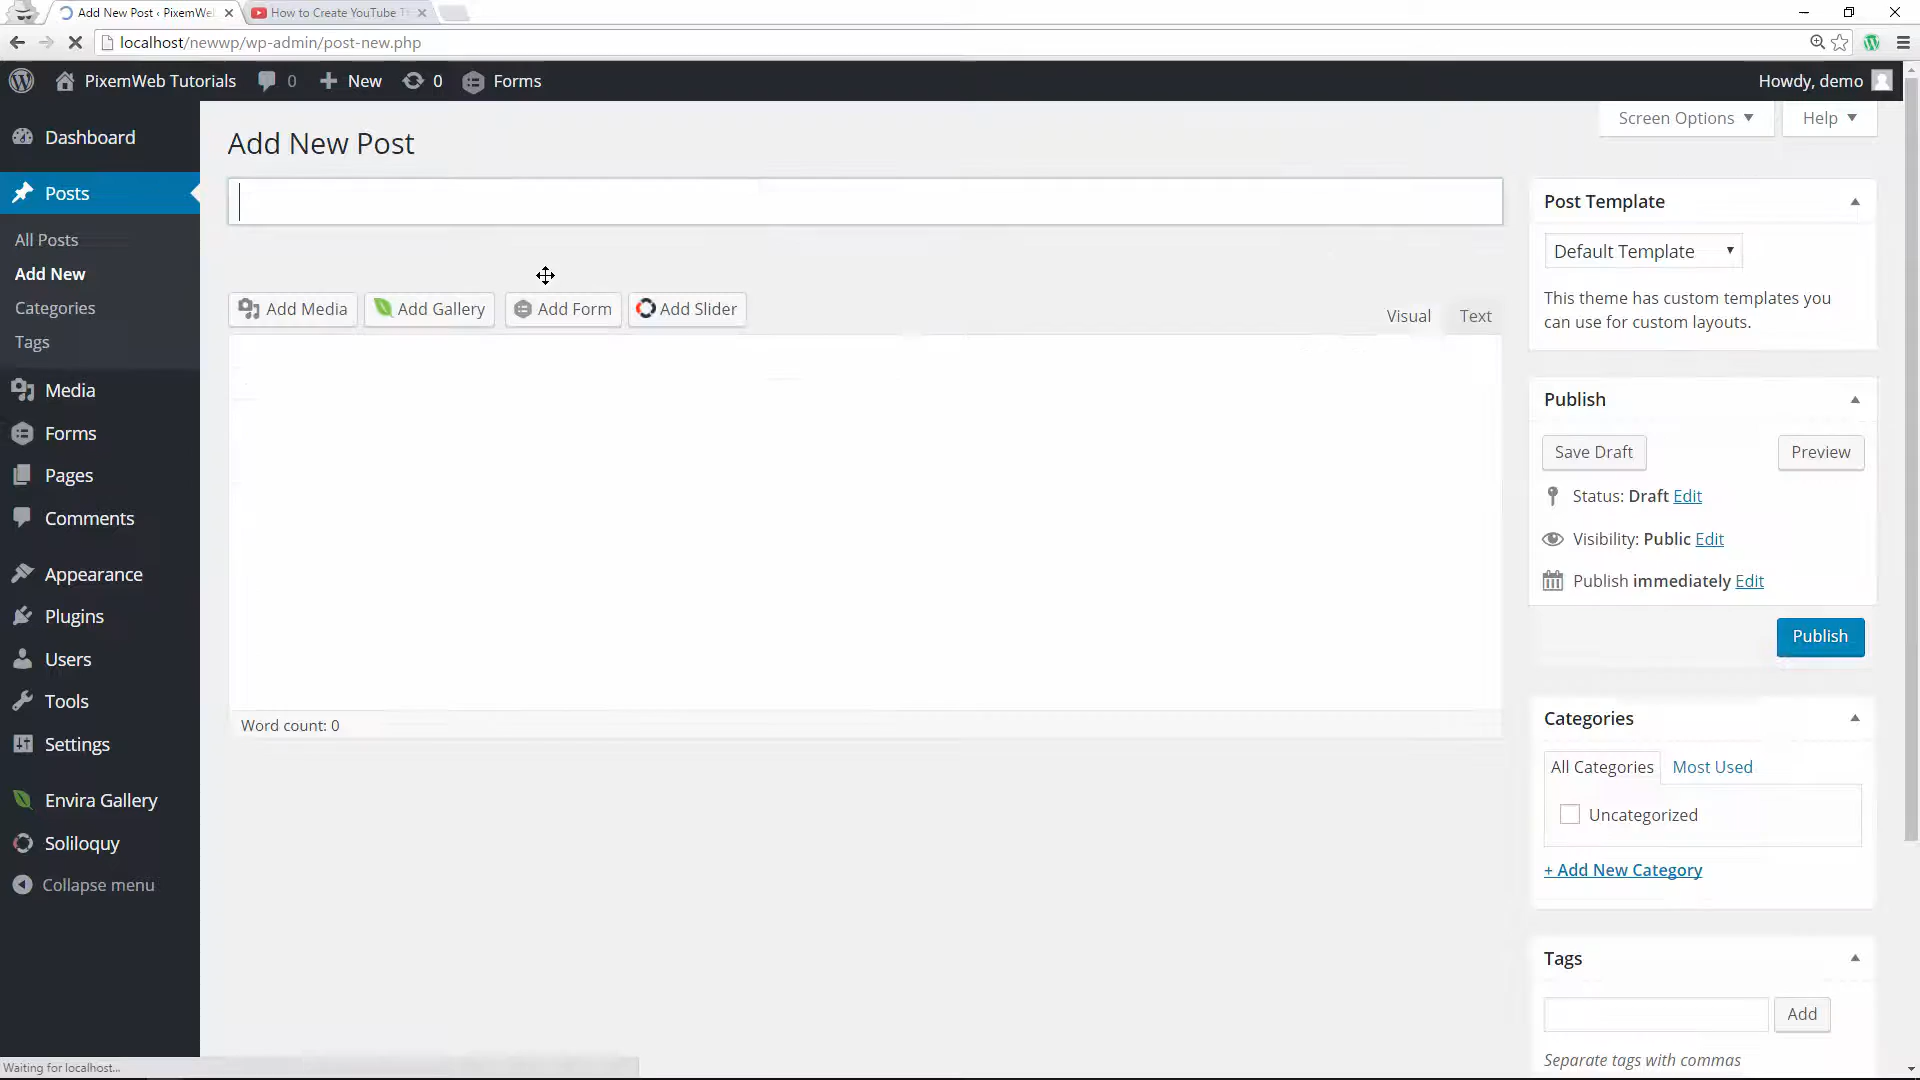 Add New Post ‹ PixemWe
How to Create YouTube T
localhost/newwp/wp-admin/post-new.php
PixemWeb Tutorials 0 New 0 Forms Howdy, demo
Screen Options Help
Dashboard
Posts
All Posts
Add New
Categories
Tags
Media
Forms
Pages
Comments
Appearance
Plugins
Users
Tools
Settings
Envira Gallery
Soliloquy
Collapse menu
Add New Post
Add Media Add Gallery Add Form Add Slider Visual Text
Word count: 0
Post Template
Default Template
This theme has custom templates you
can use for custom layouts.
Publish
Save Draft Preview
Status: Draft Edit
Visibility: Public Edit
Publish immediately Edit
Publish
Categories
All Categories Most Used
Uncategorized
+ Add New Category
Tags
Add
Separate tags with commas
Waiting for localhost...